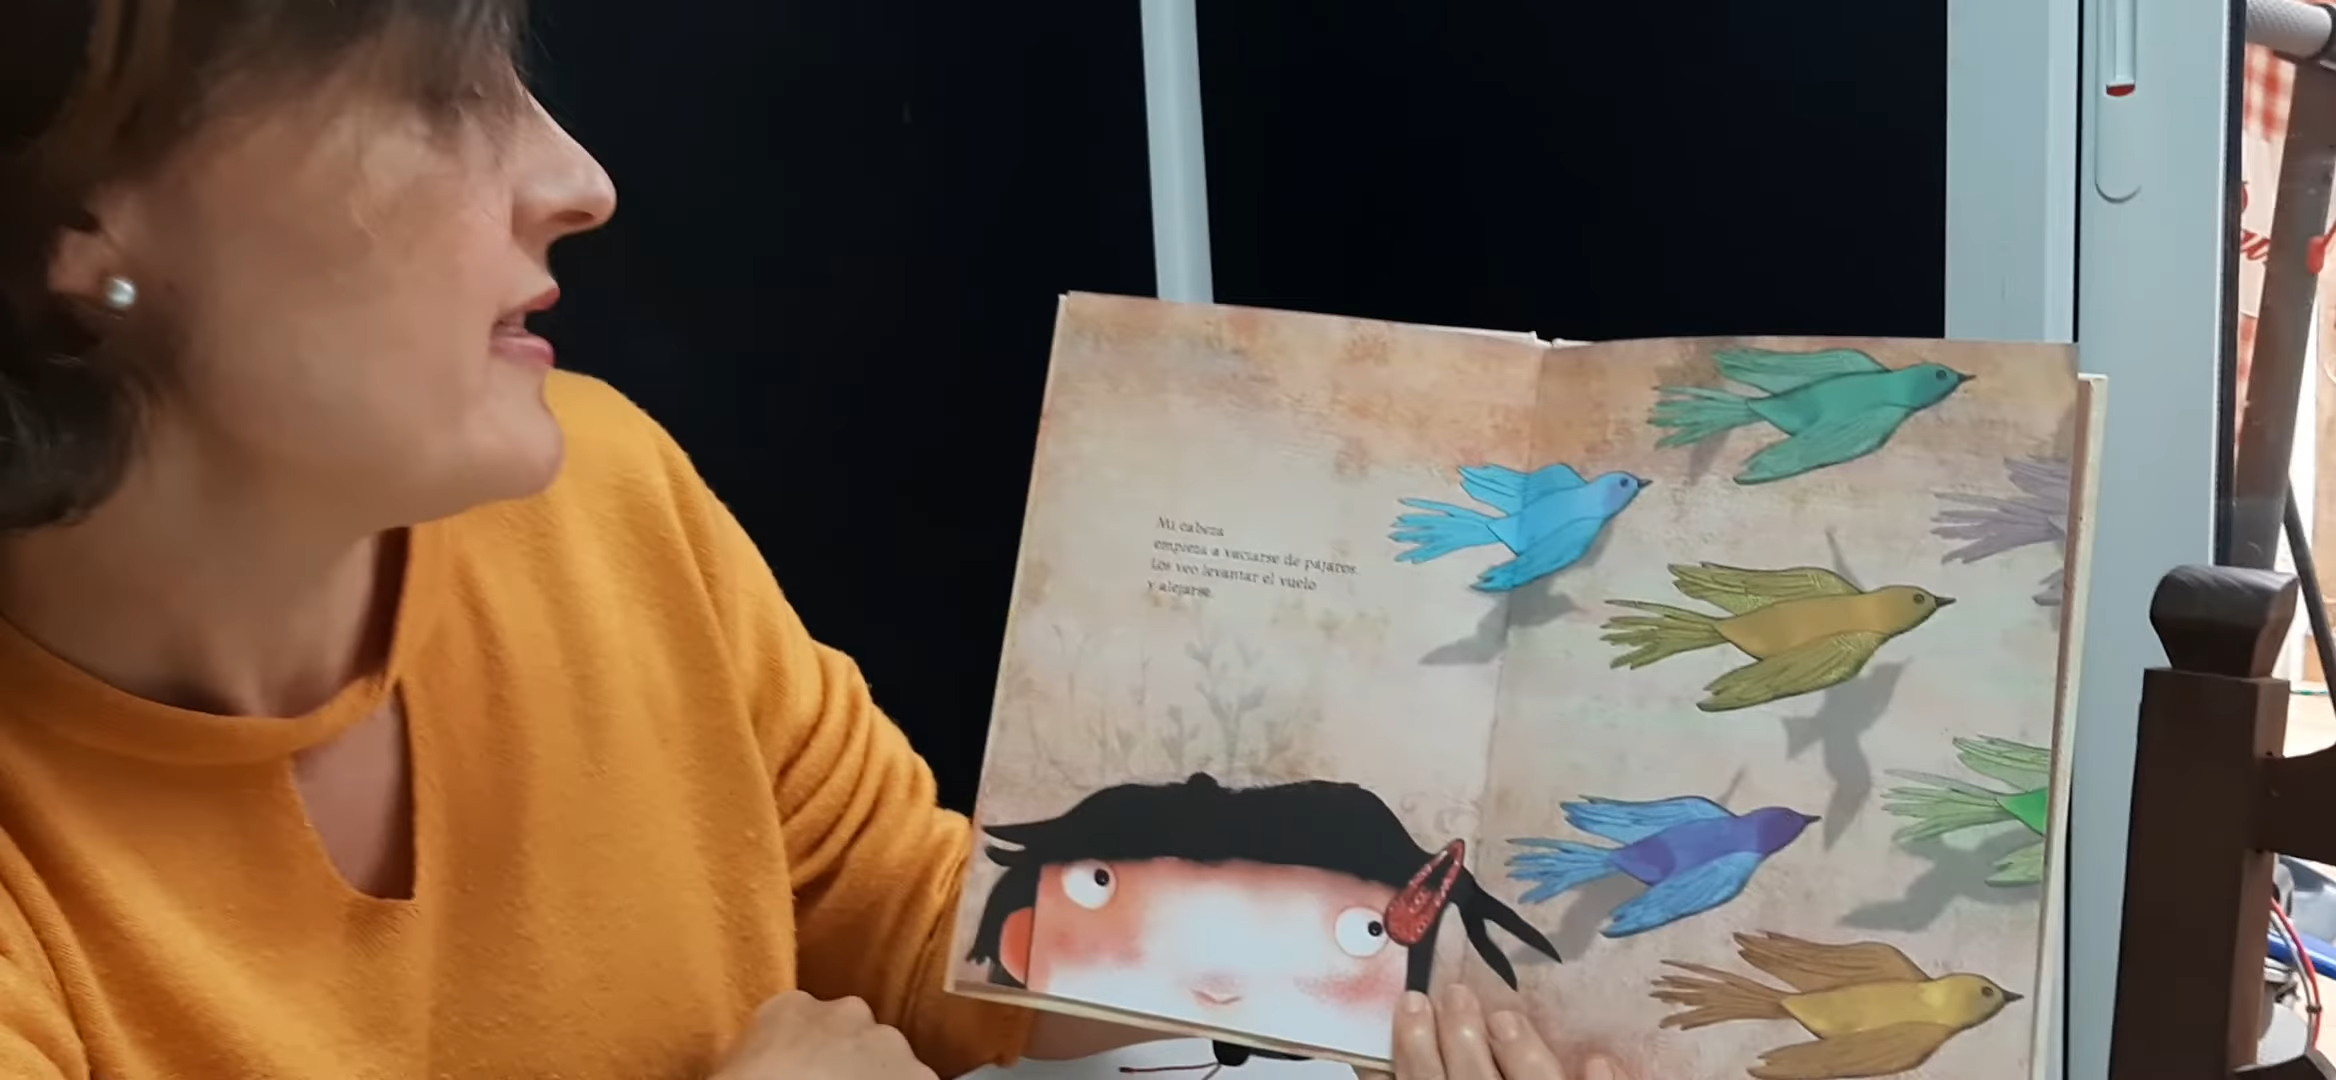 Mi cabeza
empieza a vaciarse de pájaros.
Los veo levantar el vuelo
y alejarse.